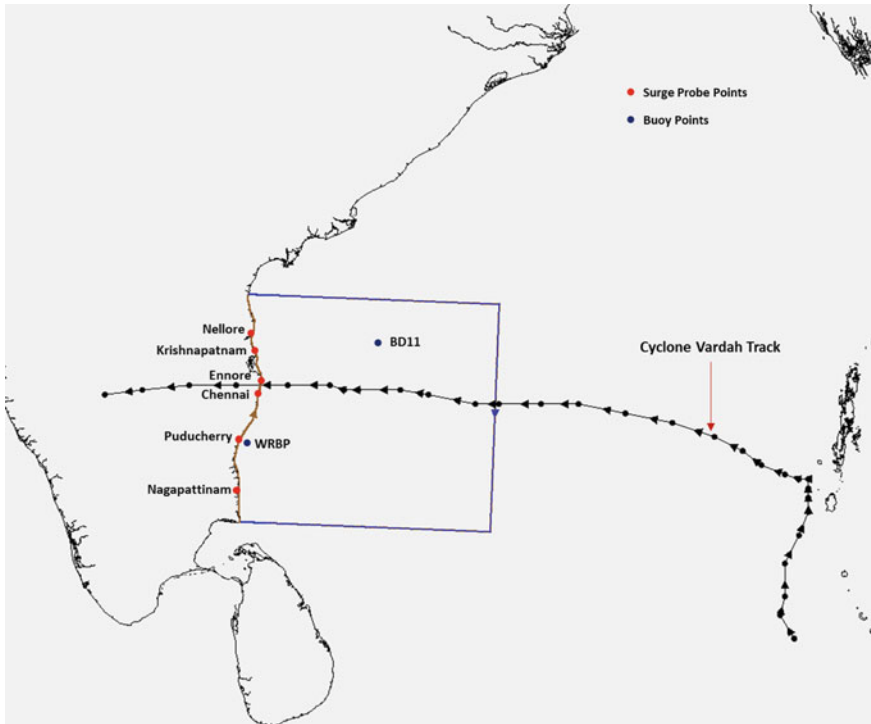 Surge Probe Points
Buoy Points
Nellore
BD11
Krishnapatnam
Cyclone Vardah Track
Ennore
Chennai
Puducherry
WRBP
Nagapattinam